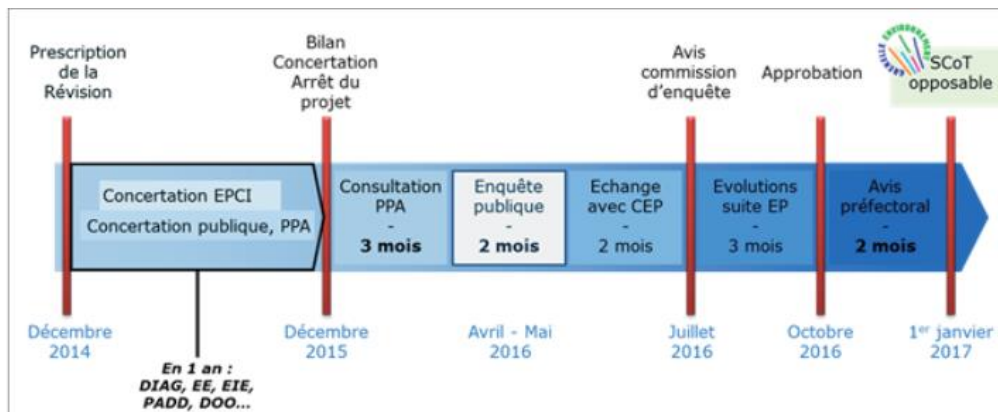 Prescription
de la
Révision
Bilan
Concertation
Arrêt du
projet
Avis
commission
d'enquête
Approbation
GRENELLE ENVIRONNEMENT
SCoT
opposable
Concertation EPCI
Concertation publique, PPA
Consultation
PPA
-
3 mois
Enquête
publique
-
2 mois
Echange
avec CEP
-
2 mois
Evolutions
suite EP
-
3 mois
Avis
préfectoral
-
2 mois
Décembre
2014
Décembre
2015
Avril - Mai
2016
Juillet
2016
Octobre
2016
1er janvier
2017
En 1 an :
DIAG, EE, EIE,
PADD, DOO...